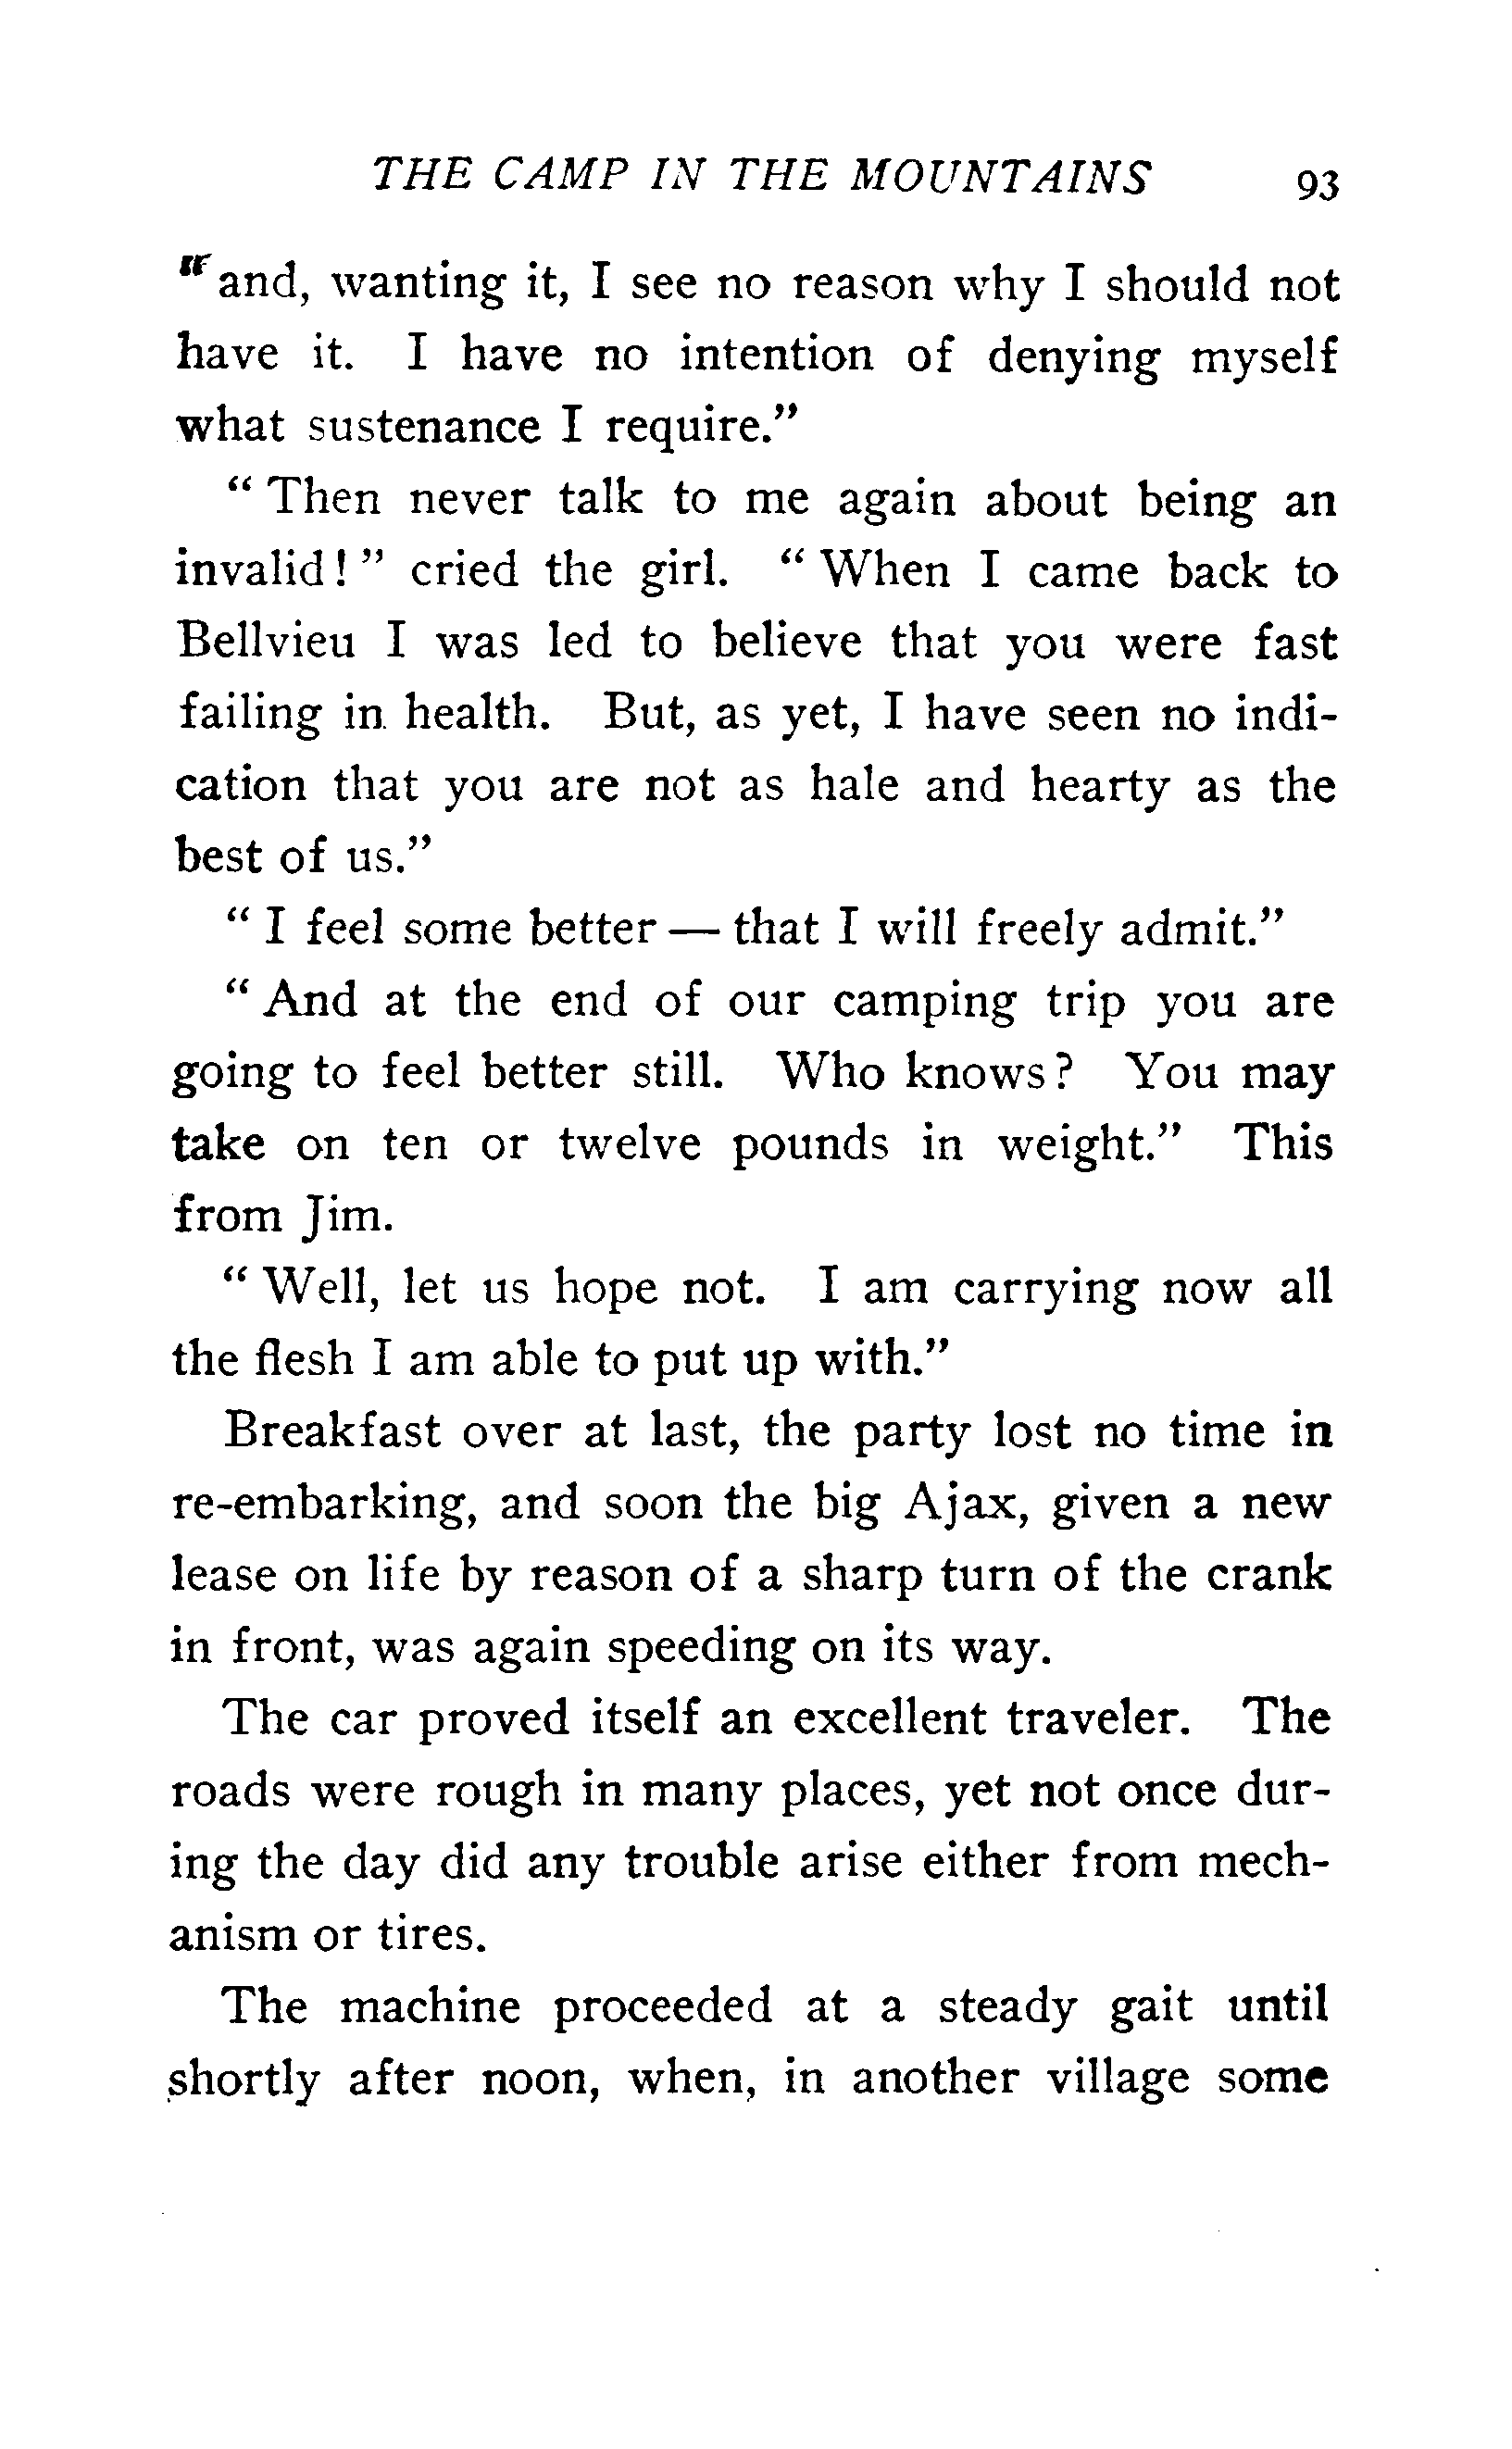 THE CAMP IN THE MOUNTAINS 93
"and, wanting it, I see no reason why I should not
have it. I have no intention of denying myself
what sustenance I require."
" Then never talk to me again about being an
invalid! " cried the girl. " When I came back to
Bellvieu I was led to believe that you were fast
failing in health. But, as yet, I have seen no indi-
cation that you are not as hale and hearty as the
best of us."
" I feel some better — that I will freely admit."
" And at the end of our camping trip you are
going to feel better still. Who knows? You may
take on ten or twelve pounds in weight." This
from Jim.
" Well, let us hope not. I am carrying now all
the flesh I am able to put up with."
Breakfast over at last, the party lost no time in
re-embarking, and soon the big Ajax, given a new
lease on life by reason of a sharp turn of the crank
in front, was again speeding on its way.
The car proved itself an excellent traveler. The
roads were rough in many places, yet not once dur-
ing the day did any trouble arise either from mech-
anism or tires.
The machine proceeded at a steady gait until
shortly after noon, when, in another village some